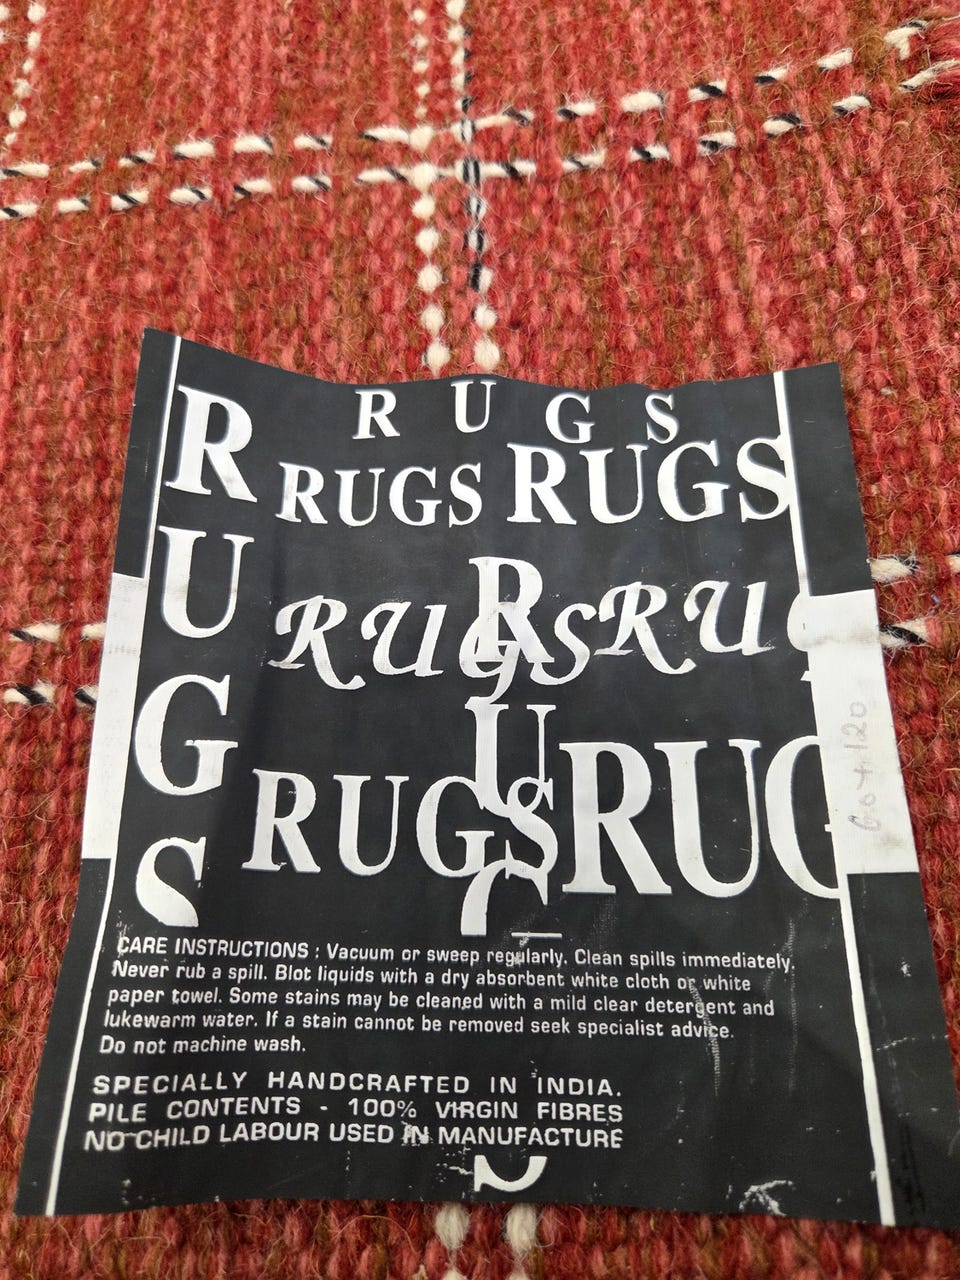 R U G S
RUGS RUGS
RUGS
RUGSRU
RUGS
RUGSRUG
60 x 120
CARE INSTRUCTIONS : Vacuum or sweep regularly. Clean spills immediately.
Never rub a spill. Blot liquids with a dry absorbent white cloth or white
paper towel. Some stains may be cleaned with a mild clear detergent and
lukewarm water. If a stain cannot be removed seek specialist advice.
Do not machine wash.
SPECIALLY HANDCRAFTED IN INDIA.
PILE CONTENTS - 100% VIRGIN FIBRES
NO CHILD LABOUR USED IN MANUFACTURE